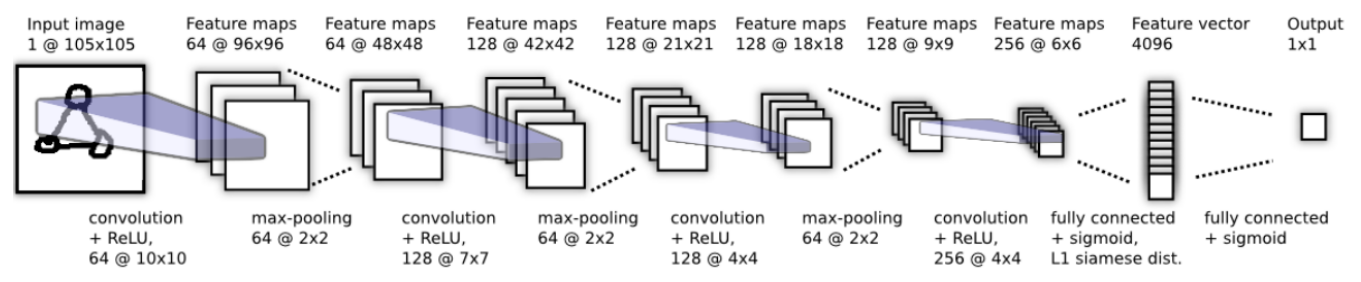 Input image
1 @ 105x105
Feature maps
64 @ 96x96
Feature maps
64 @ 48x48
Feature maps
128 @ 42x42
Feature maps
128 @ 21x21
Feature maps
128 @ 18x18
Feature maps
128 @ 9x9
Feature maps
256 @ 6x6
Feature vector
4096
Output
1x1
convolution
+ ReLU,
64 @ 10x10
max-pooling
64 @ 2x2
convolution
+ ReLU,
128 @ 7x7
max-pooling
64 @ 2x2
convolution
+ ReLU,
128 @ 4x4
max-pooling
64 @ 2x2
convolution
+ ReLU,
256 @ 4x4
fully connected
+ sigmoid,
L1 siamese dist.
fully connected
+ sigmoid